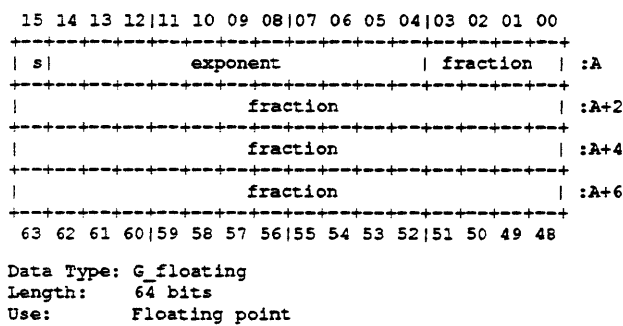 15 14 13 12|11 10 09 08|07 06 05 04|03 02 01 00
+--+--+--+--+--+--+--+--+--+--+--+--+--+--+--+--+
| s|             exponent              | fraction  | :A
+--+--+--+--+--+--+--+--+--+--+--+--+--+--+--+--+
|                   fraction                    | :A+2
+--+--+--+--+--+--+--+--+--+--+--+--+--+--+--+--+
|                   fraction                    | :A+4
+--+--+--+--+--+--+--+--+--+--+--+--+--+--+--+--+
|                   fraction                    | :A+6
+--+--+--+--+--+--+--+--+--+--+--+--+--+--+--+--+
63 62 61 60|59 58 57 56|55 54 53 52|51 50 49 48
Data Type: G_floating
Length: 64 bits
Use: Floating point